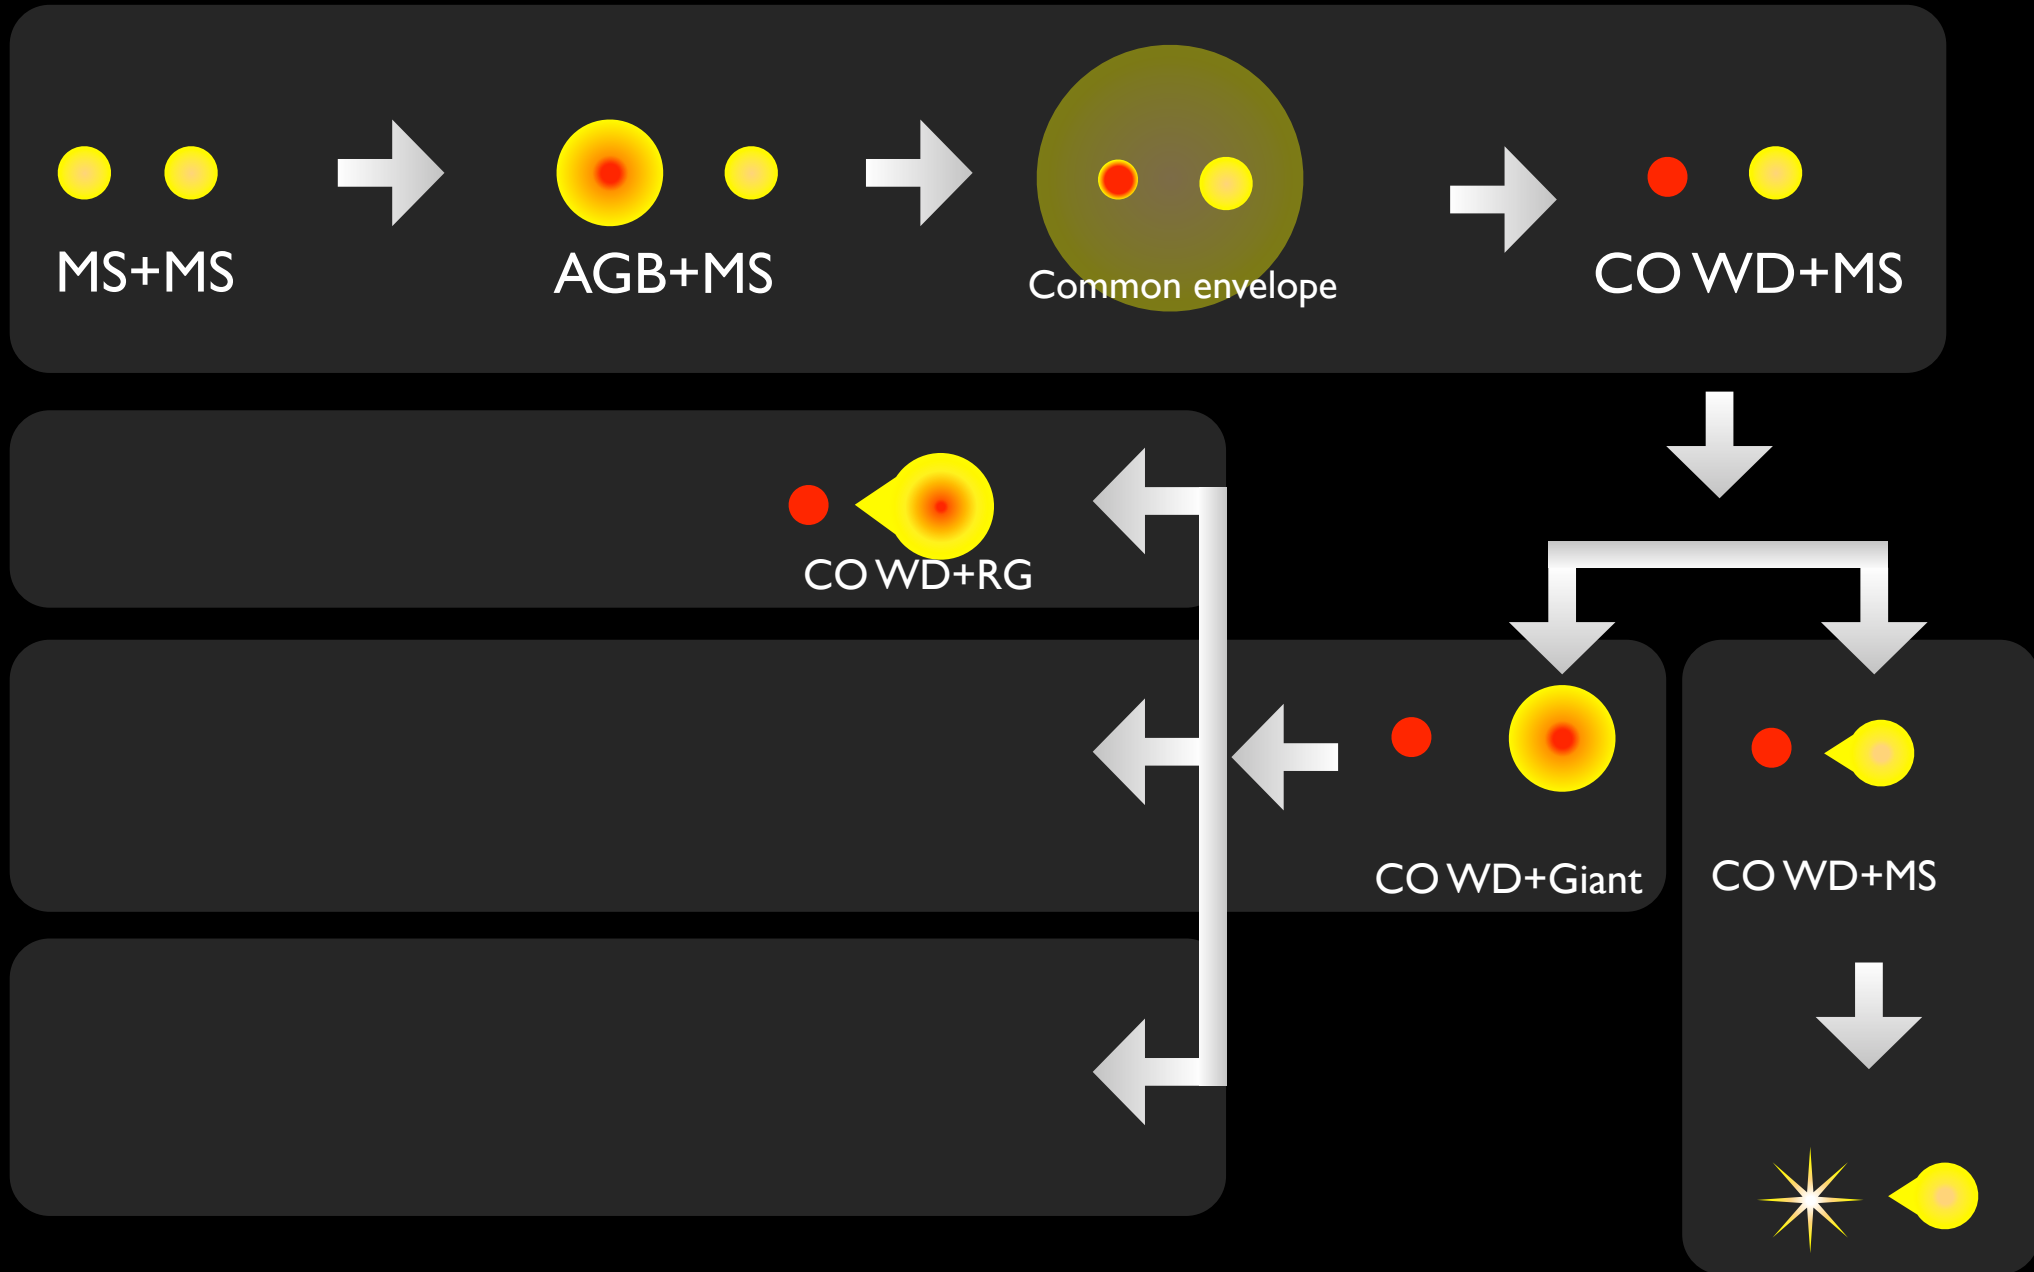 MS+MS
AGB+MS
Common envelope
CO WD+MS
CO WD+RG
CO WD+Giant
CO WD+MS